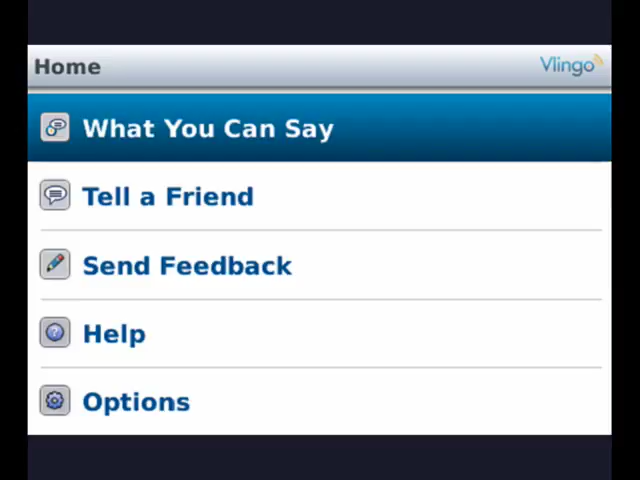 Home
Vlingo
What You Can Say
Tell a Friend
Send Feedback
Help
Options